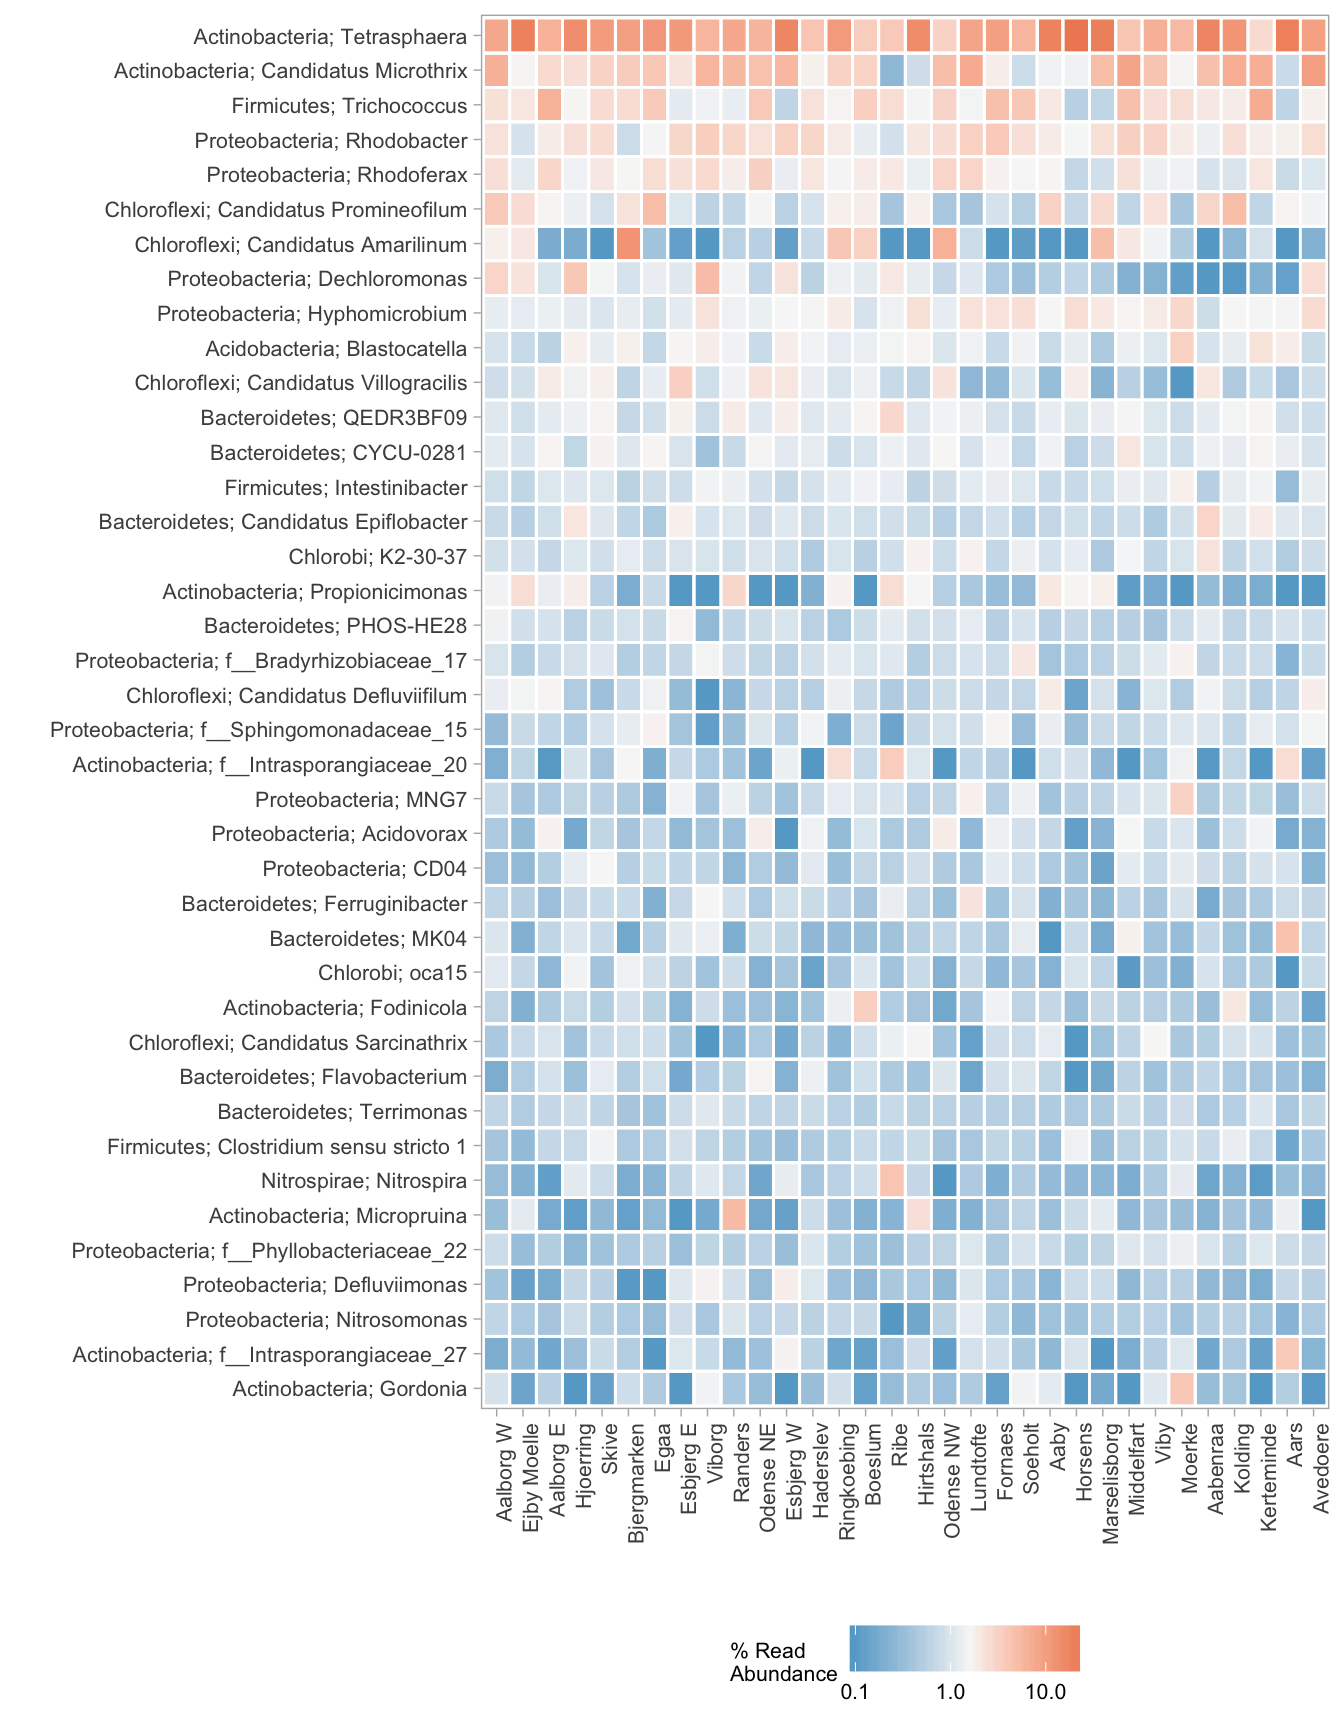 Actinobacteria; Tetrasphaera
Actinobacteria; Candidatus Microthrix
Firmicutes; Trichococcus
Proteobacteria; Rhodobacter
Proteobacteria; Rhodoferax
Chloroflexi; Candidatus Promineofilum
Chloroflexi; Candidatus Amarilinum
Proteobacteria; Dechloromonas
Proteobacteria; Hyphomicrobium
Acidobacteria; Blastocatella
Chloroflexi; Candidatus Villogracilis
Bacteroidetes; QEDR3BF09
Bacteroidetes; CYCU-0281
Firmicutes; Intestinibacter
Bacteroidetes; Candidatus Epiflobacter
Chlorobi; K2-30-37
Actinobacteria; Propionicimonas
Bacteroidetes; PHOS-HE28
Proteobacteria; f__Bradyrhizobiaceae_17
Chloroflexi; Candidatus Defluviifilum
Proteobacteria; f__Sphingomonadaceae_15
Actinobacteria; f__Intrasporangiaceae_20
Proteobacteria; MNG7
Proteobacteria; Acidovorax
Proteobacteria; CD04
Bacteroidetes; Ferruginibacter
Bacteroidetes; MK04
Chlorobi; oca15
Actinobacteria; Fodinicola
Chloroflexi; Candidatus Sarcinathrix
Bacteroidetes; Flavobacterium
Bacteroidetes; Terrimonas
Firmicutes; Clostridium sensu stricto 1
Nitrospirae; Nitrospira
Actinobacteria; Micropruina
Proteobacteria; f__Phyllobacteriaceae_22
Proteobacteria; Defluviimonas
Proteobacteria; Nitrosomonas
Actinobacteria; f__Intrasporangiaceae_27
Actinobacteria; Gordonia
Aalborg W
Ejby Moelle
Aalborg E
Hjoerring
Skive
Bjergmarken
Egaa
Esbjerg E
Viborg
Randers
Odense NE
Esbjerg W
Haderslev
Ringkoebing
Boeslum
Ribe
Hirtshals
Odense NW
Lundtofte
Fornaes
Soeholt
Aaby
Horsens
Marselisborg
Middelfart
Viby
Moerke
Aabenraa
Kolding
Kerteminde
Aars
Avedoere
% Read
Abundance
0.1 1.0 10.0